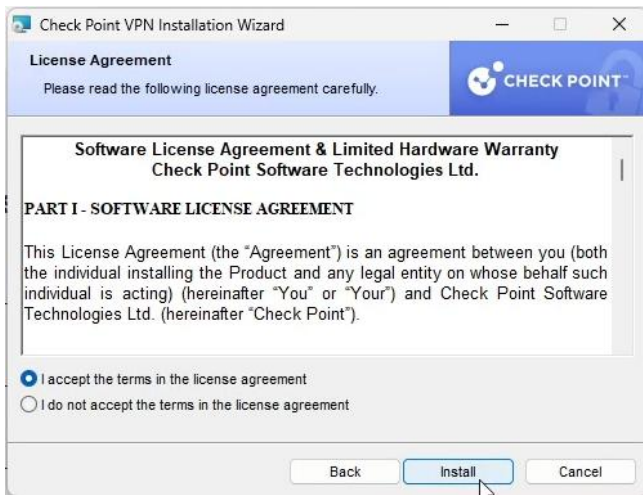 Check Point VPN Installation Wizard
License Agreement
Please read the following license agreement carefully.
CHECK POINT™
Software License Agreement & Limited Hardware Warranty
Check Point Software Technologies Ltd.
PART I - SOFTWARE LICENSE AGREEMENT
This License Agreement (the “Agreement”) is an agreement between you (both
the individual installing the Product and any legal entity on whose behalf such
individual is acting) (hereinafter “You” or “Your”) and Check Point Software
Technologies Ltd. (hereinafter “Check Point”).
I accept the terms in the license agreement
I do not accept the terms in the license agreement
Back
Install
Cancel